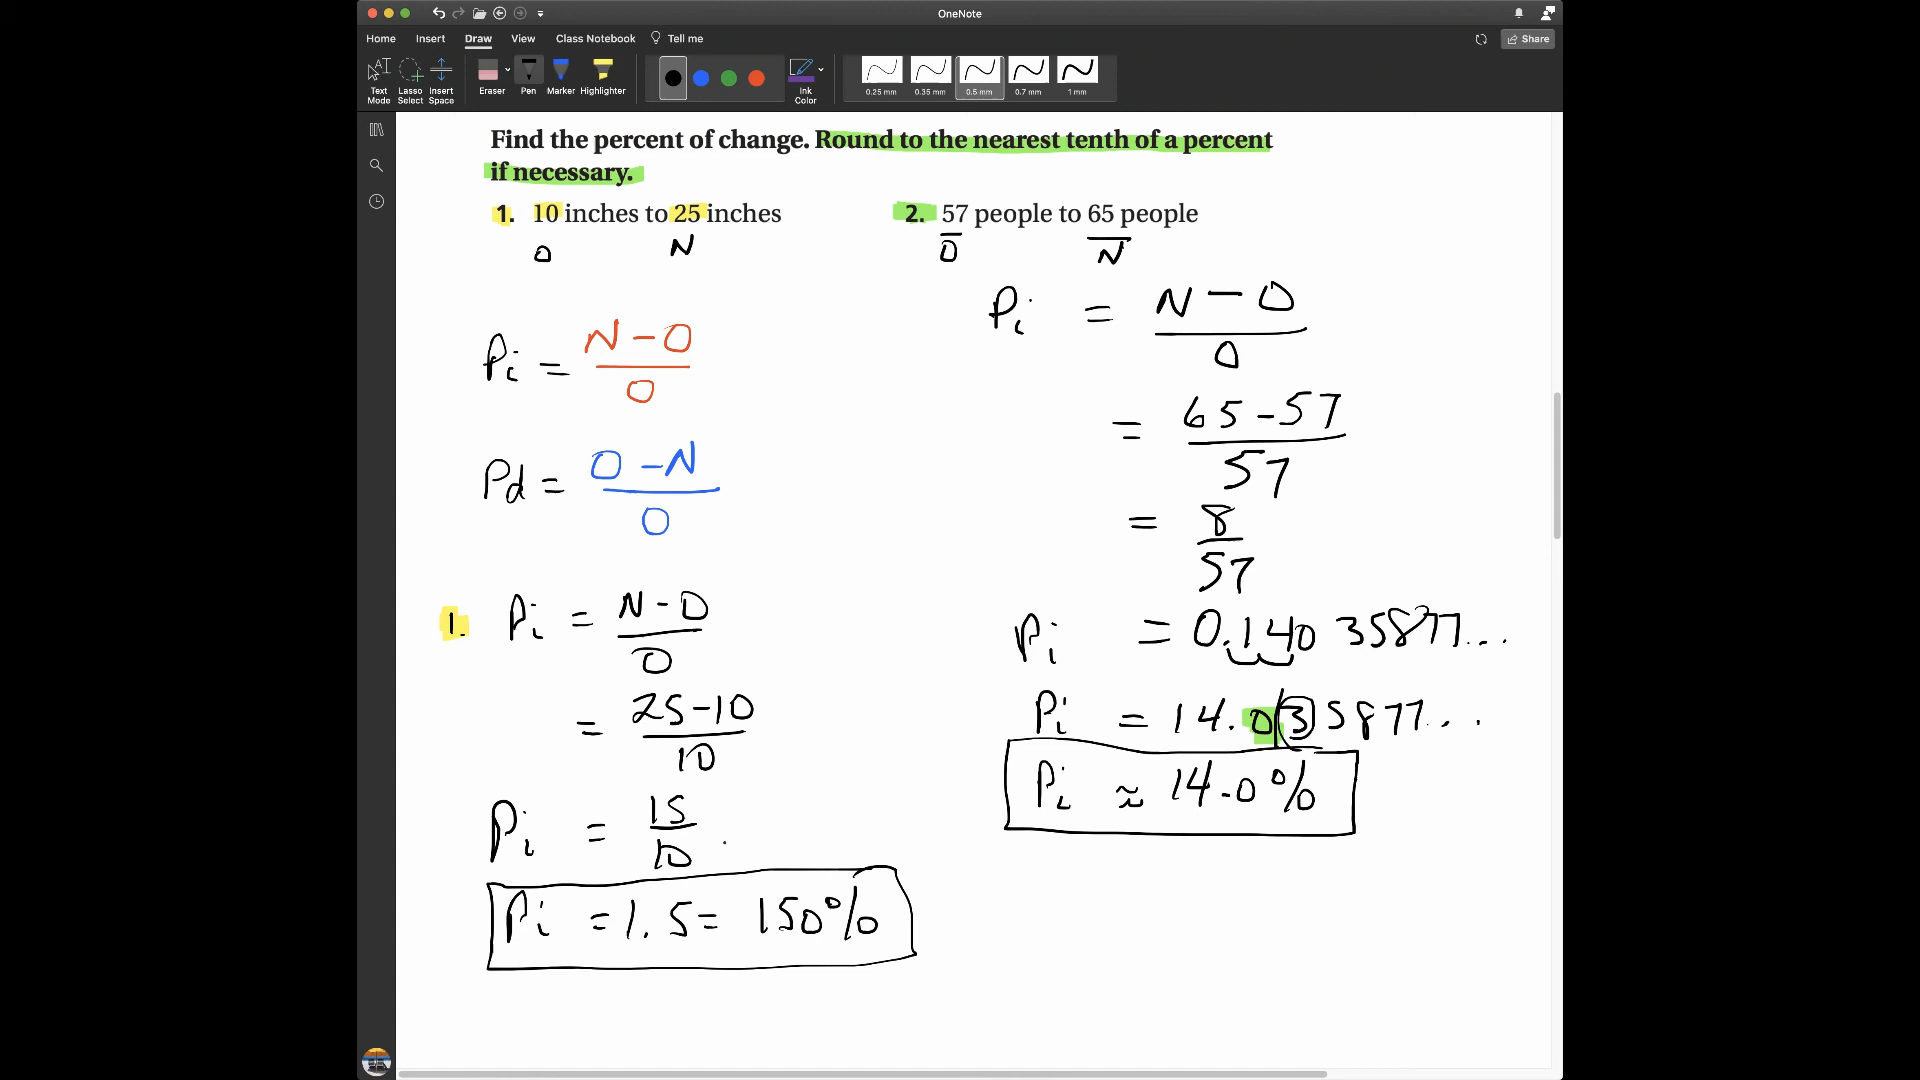 OneNote
Home Insert Draw View Class Notebook Tell me
Share
Text Mode
Lasso Select
Insert Space
Eraser
Pen
Marker
Highlighter
Ink Color
0.25 mm
0.35 mm
0.5 mm
0.7 mm
1 mm
Find the percent of change. Round to the nearest tenth of a percent
if necessary.
1. 10 inches to 25 inches
O N
Pi = N - O / O
Pd = O - N / O
1. Pi = N - O / O
= 25 - 10 / 10
Pi = 15 / 10
Pi = 1.5 = 150%
2. 57 people to 65 people
O N
Pi = N - O / O
= 65 - 57 / 57
= 8 / 57
Pi = 0.140 35877...
Pi = 14.0|35877...
Pi ≈ 14.0%